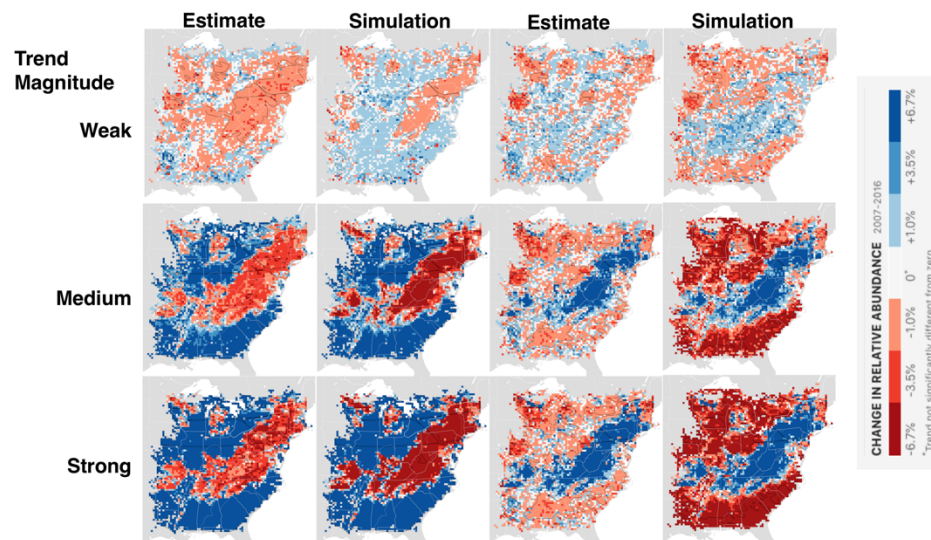 Estimate
Simulation
Estimate
Simulation
Trend
Magnitude
Weak
Medium
Strong
CHANGE IN RELATIVE ABUNDANCE 2007-2016
-6.7%
-3.5%
-1.0%
0*
+1.0%
+3.5%
+6.7%
*Trend not significantly different from zero